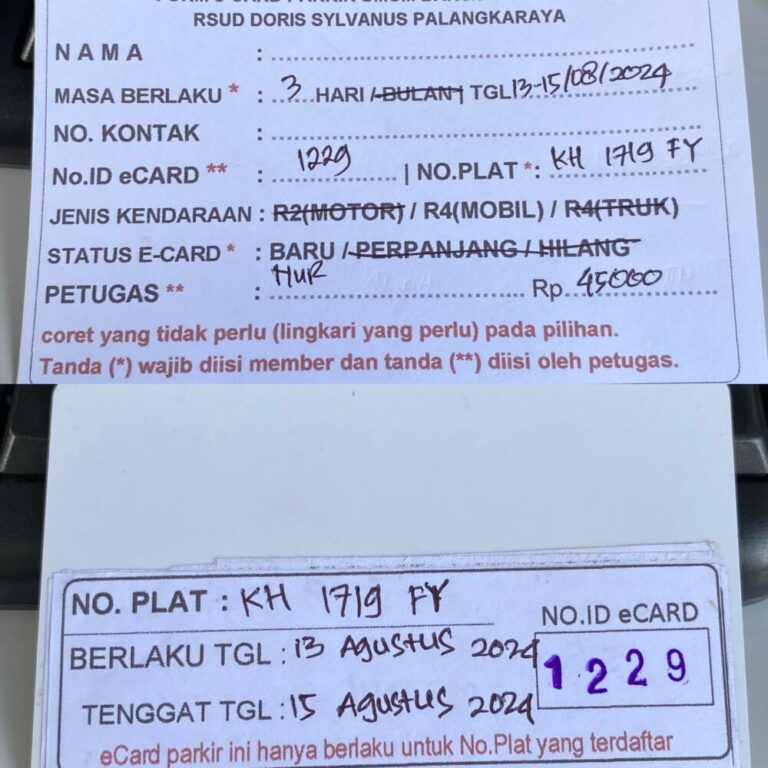 RSUD DORIS SYLVANUS PALANGKARAYA
N A M A :
MASA BERLAKU * : 3 HARI / BULAN | TGL 13-15/08/2024
NO. KONTAK :
No.ID eCARD ** : 1229 | NO.PLAT *: KH 1719 FY
JENIS KENDARAAN : R2(MOTOR) / R4(MOBIL) / R4(TRUK)
STATUS E-CARD * : BARU / PERPANJANG / HILANG
PETUGAS ** : HUR Rp. 45000
coret yang tidak perlu (lingkari yang perlu) pada pilihan.
Tanda (*) wajib diisi member dan tanda (**) diisi oleh petugas.
NO. PLAT : KH 1719 FY
NO.ID eCARD
BERLAKU TGL : 13 Agustus 2024
1229
TENGGAT TGL : 15 Agustus 2024
eCard parkir ini hanya berlaku untuk No.Plat yang terdaftar